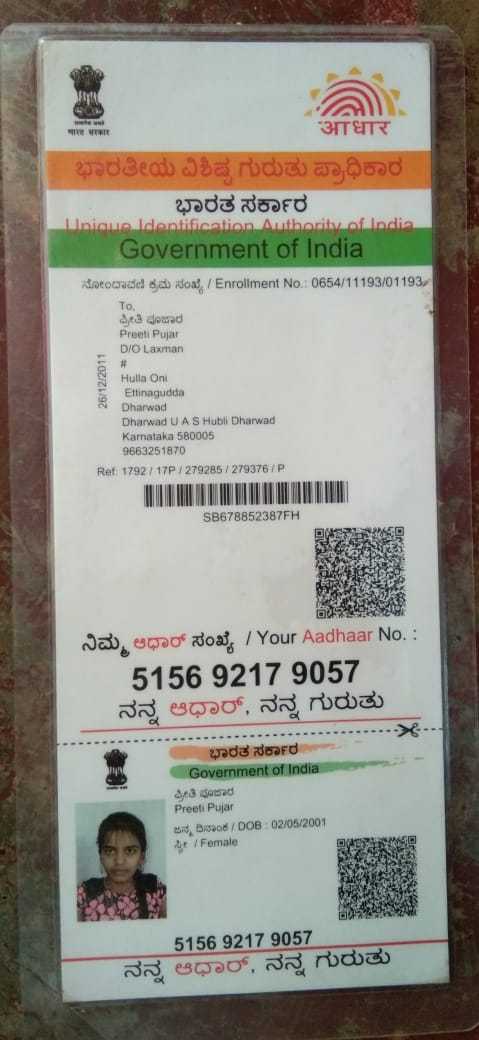 भारत सरकार
आधार
ಭಾರತೀಯ ವಿಶಿಷ್ಟ ಗುರುತು ಪ್ರಾಧಿಕಾರ
ಭಾರತ ಸರ್ಕಾರ
Unique Identification Authority of India
Government of India
ನೋಂದಾವಣಿ ಕ್ರಮ ಸಂಖ್ಯೆ / Enrollment No.: 0654/11193/01193
26/12/2011
To,
ಪ್ರೀತಿ ಪೂಜಾರ
Preeti Pujar
D/O Laxman
#
Hulla Oni
Ettinagudda
Dharwad
Dharwad U A S Hubli Dharwad
Karnataka 580005
9663251870
Ref: 1792 / 17P / 279285 / 279376 / P
SB678852387FH
ನಿಮ್ಮ ಆಧಾರ್ ಸಂಖ್ಯೆ / Your Aadhaar No. :
5156 9217 9057
ನನ್ನ ಆಧಾರ್, ನನ್ನ ಗುರುತು
ಭಾರತ ಸರ್ಕಾರ
Government of India
ಪ್ರೀತಿ ಪೂಜಾರ
Preeti Pujar
ಜನ್ಮ ದಿನಾಂಕ / DOB : 02/05/2001
ಸ್ತ್ರೀ / Female
5156 9217 9057
ನನ್ನ ಆಧಾರ್, ನನ್ನ ಗುರುತು